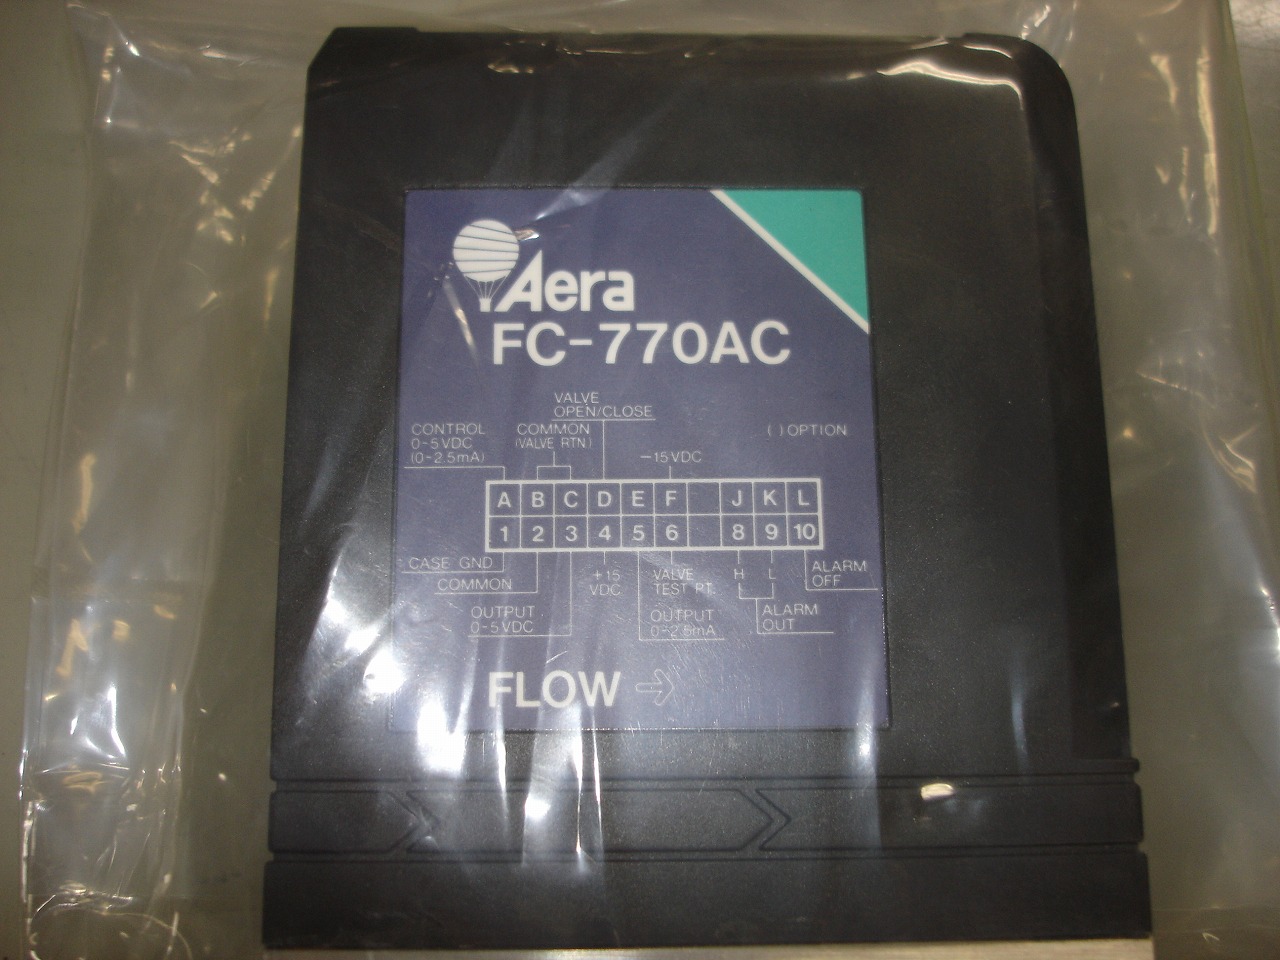 Aera
FC-770AC
VALVE
OPEN/CLOSE
CONTROL
0-5VDC
(0-2.5mA)
COMMON
(VALVE RTN)
-15VDC
( ) OPTION
A B C D E F J K L
1 2 3 4 5 6 8 9 10
CASE GND
COMMON
OUTPUT
0-5VDC
+15
VDC
VALVE
TEST PT
OUTPUT
0-2.5mA
H L
ALARM
OUT
ALARM
OFF
FLOW